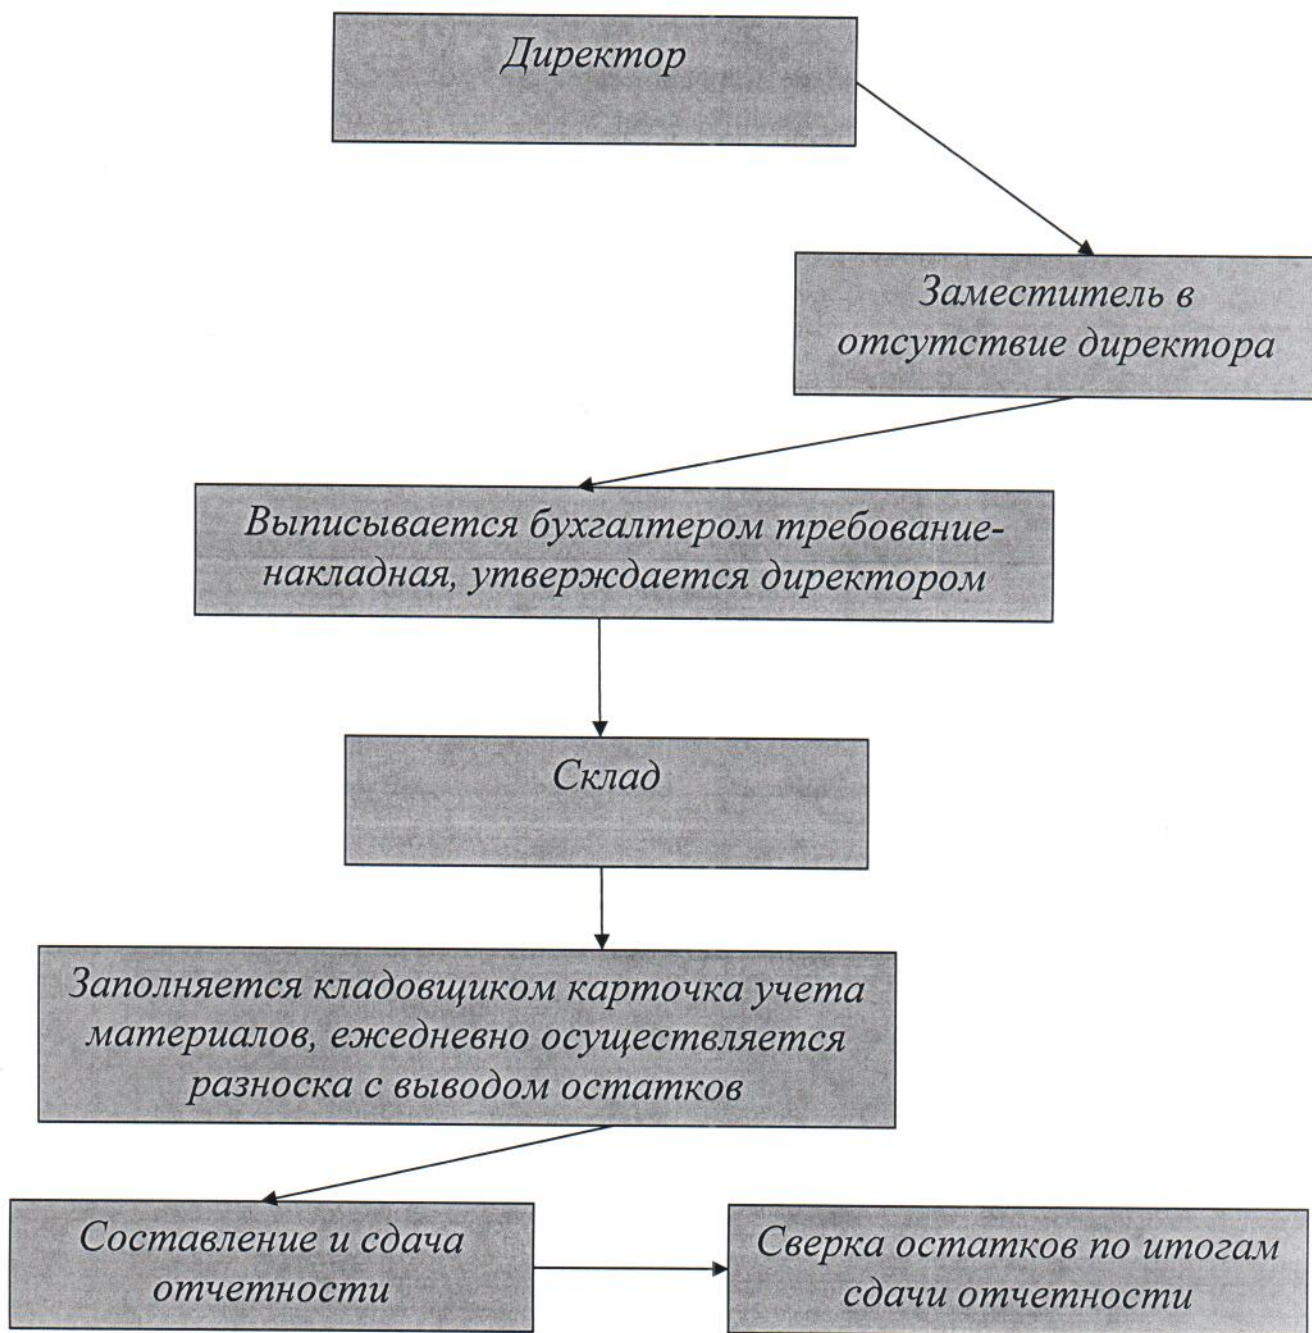 Директор
Заместитель в
отсутствие директора
Выписывается бухгалтером требование-
накладная, утверждается директором
Склад
Заполняется кладовщиком карточка учета
материалов, ежедневно осуществляется
разноска с выводом остатков
Составление и сдача
отчетности
Сверка остатков по итогам
сдачи отчетности